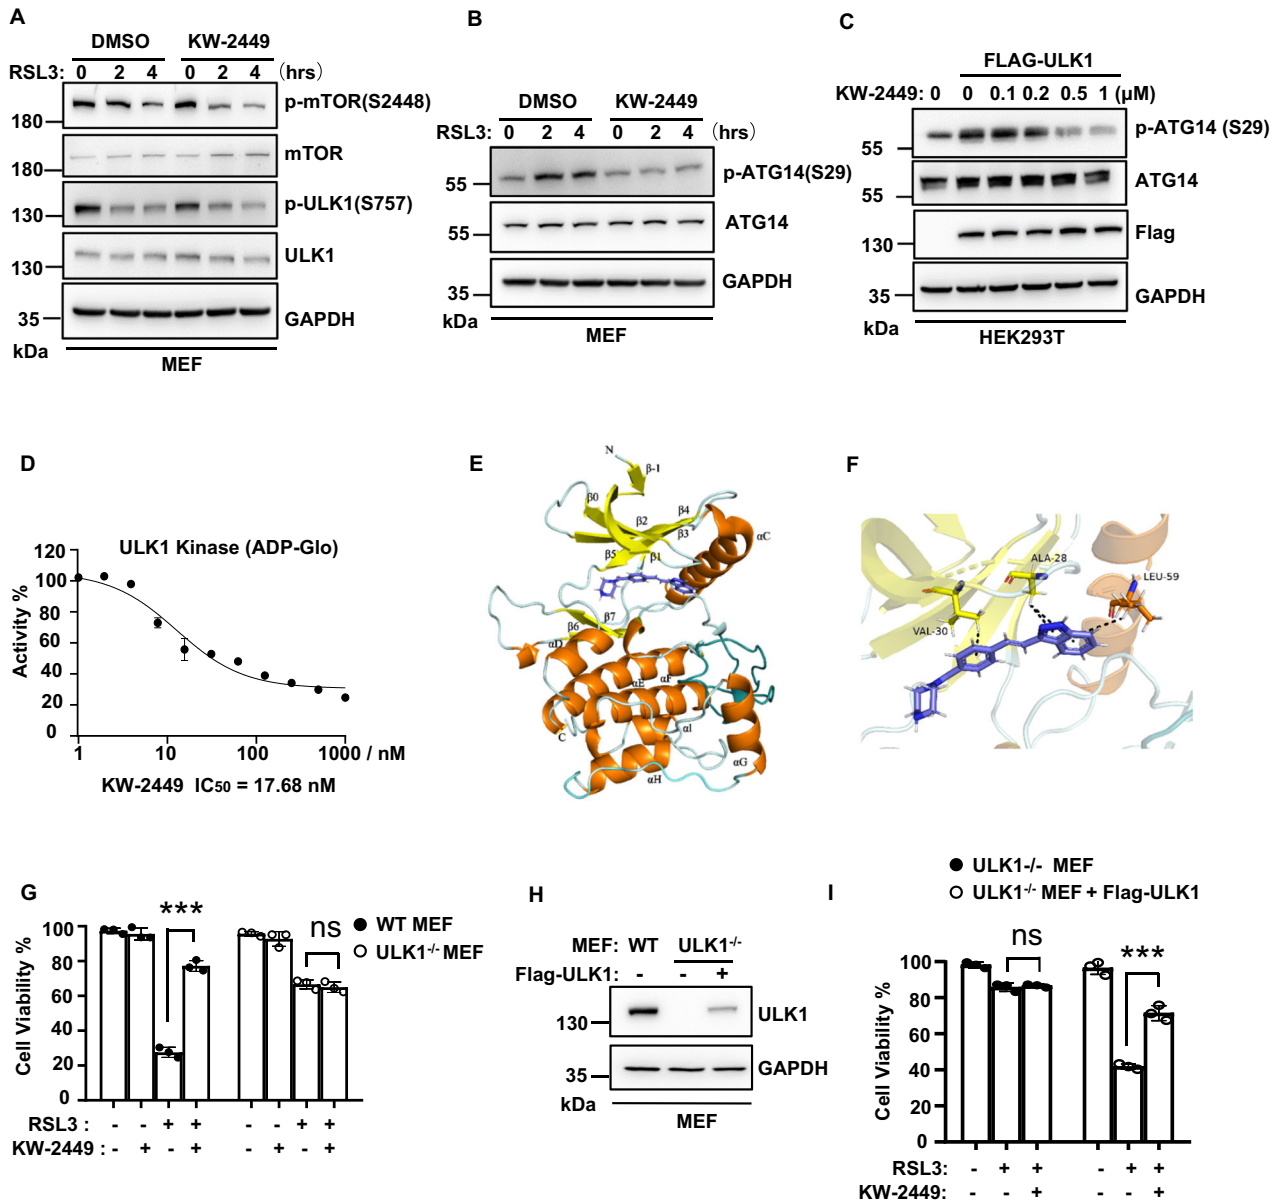 A
DMSO KW-2449
RSL3: 0 2 4 0 2 4 (hrs)
p-mTOR(S2448)
180
mTOR
180
p-ULK1(S757)
130
ULK1
130
GAPDH
35
kDa
MEF
B
DMSO KW-2449
RSL3: 0 2 4 0 2 4 (hrs)
p-ATG14(S29)
55
ATG14
55
GAPDH
35
kDa
MEF
C
FLAG-ULK1
KW-2449: 0 0 0.1 0.2 0.5 1 (μM)
p-ATG14 (S29)
55
ATG14
55
Flag
130
GAPDH
35
kDa
HEK293T
D
ULK1 Kinase (ADP-Glo)
Activity %
120
100
80
60
40
20
0
1 10 100 1000 / nM
KW-2449 IC50 = 17.68 nM
E
N
β-1
β0
β4
β2
β3
αC
β5
β1
β7
β6
αD
αF
αE
αI
C
αG
αH
F
ALA-28
LEU-59
VAL-30
G
Cell Viability %
100
80
60
40
20
0
***
ns
WT MEF
ULK1-/- MEF
RSL3 : - - + + - - + +
KW-2449 : - + - + - + - +
H
MEF: WT ULK1-/-
Flag-ULK1: - - +
ULK1
130
GAPDH
35
kDa
MEF
I
ULK1-/- MEF
ULK1-/- MEF + Flag-ULK1
Cell Viability %
100
80
60
40
20
0
ns
***
RSL3: - + + - + +
KW-2449: - - + - - +